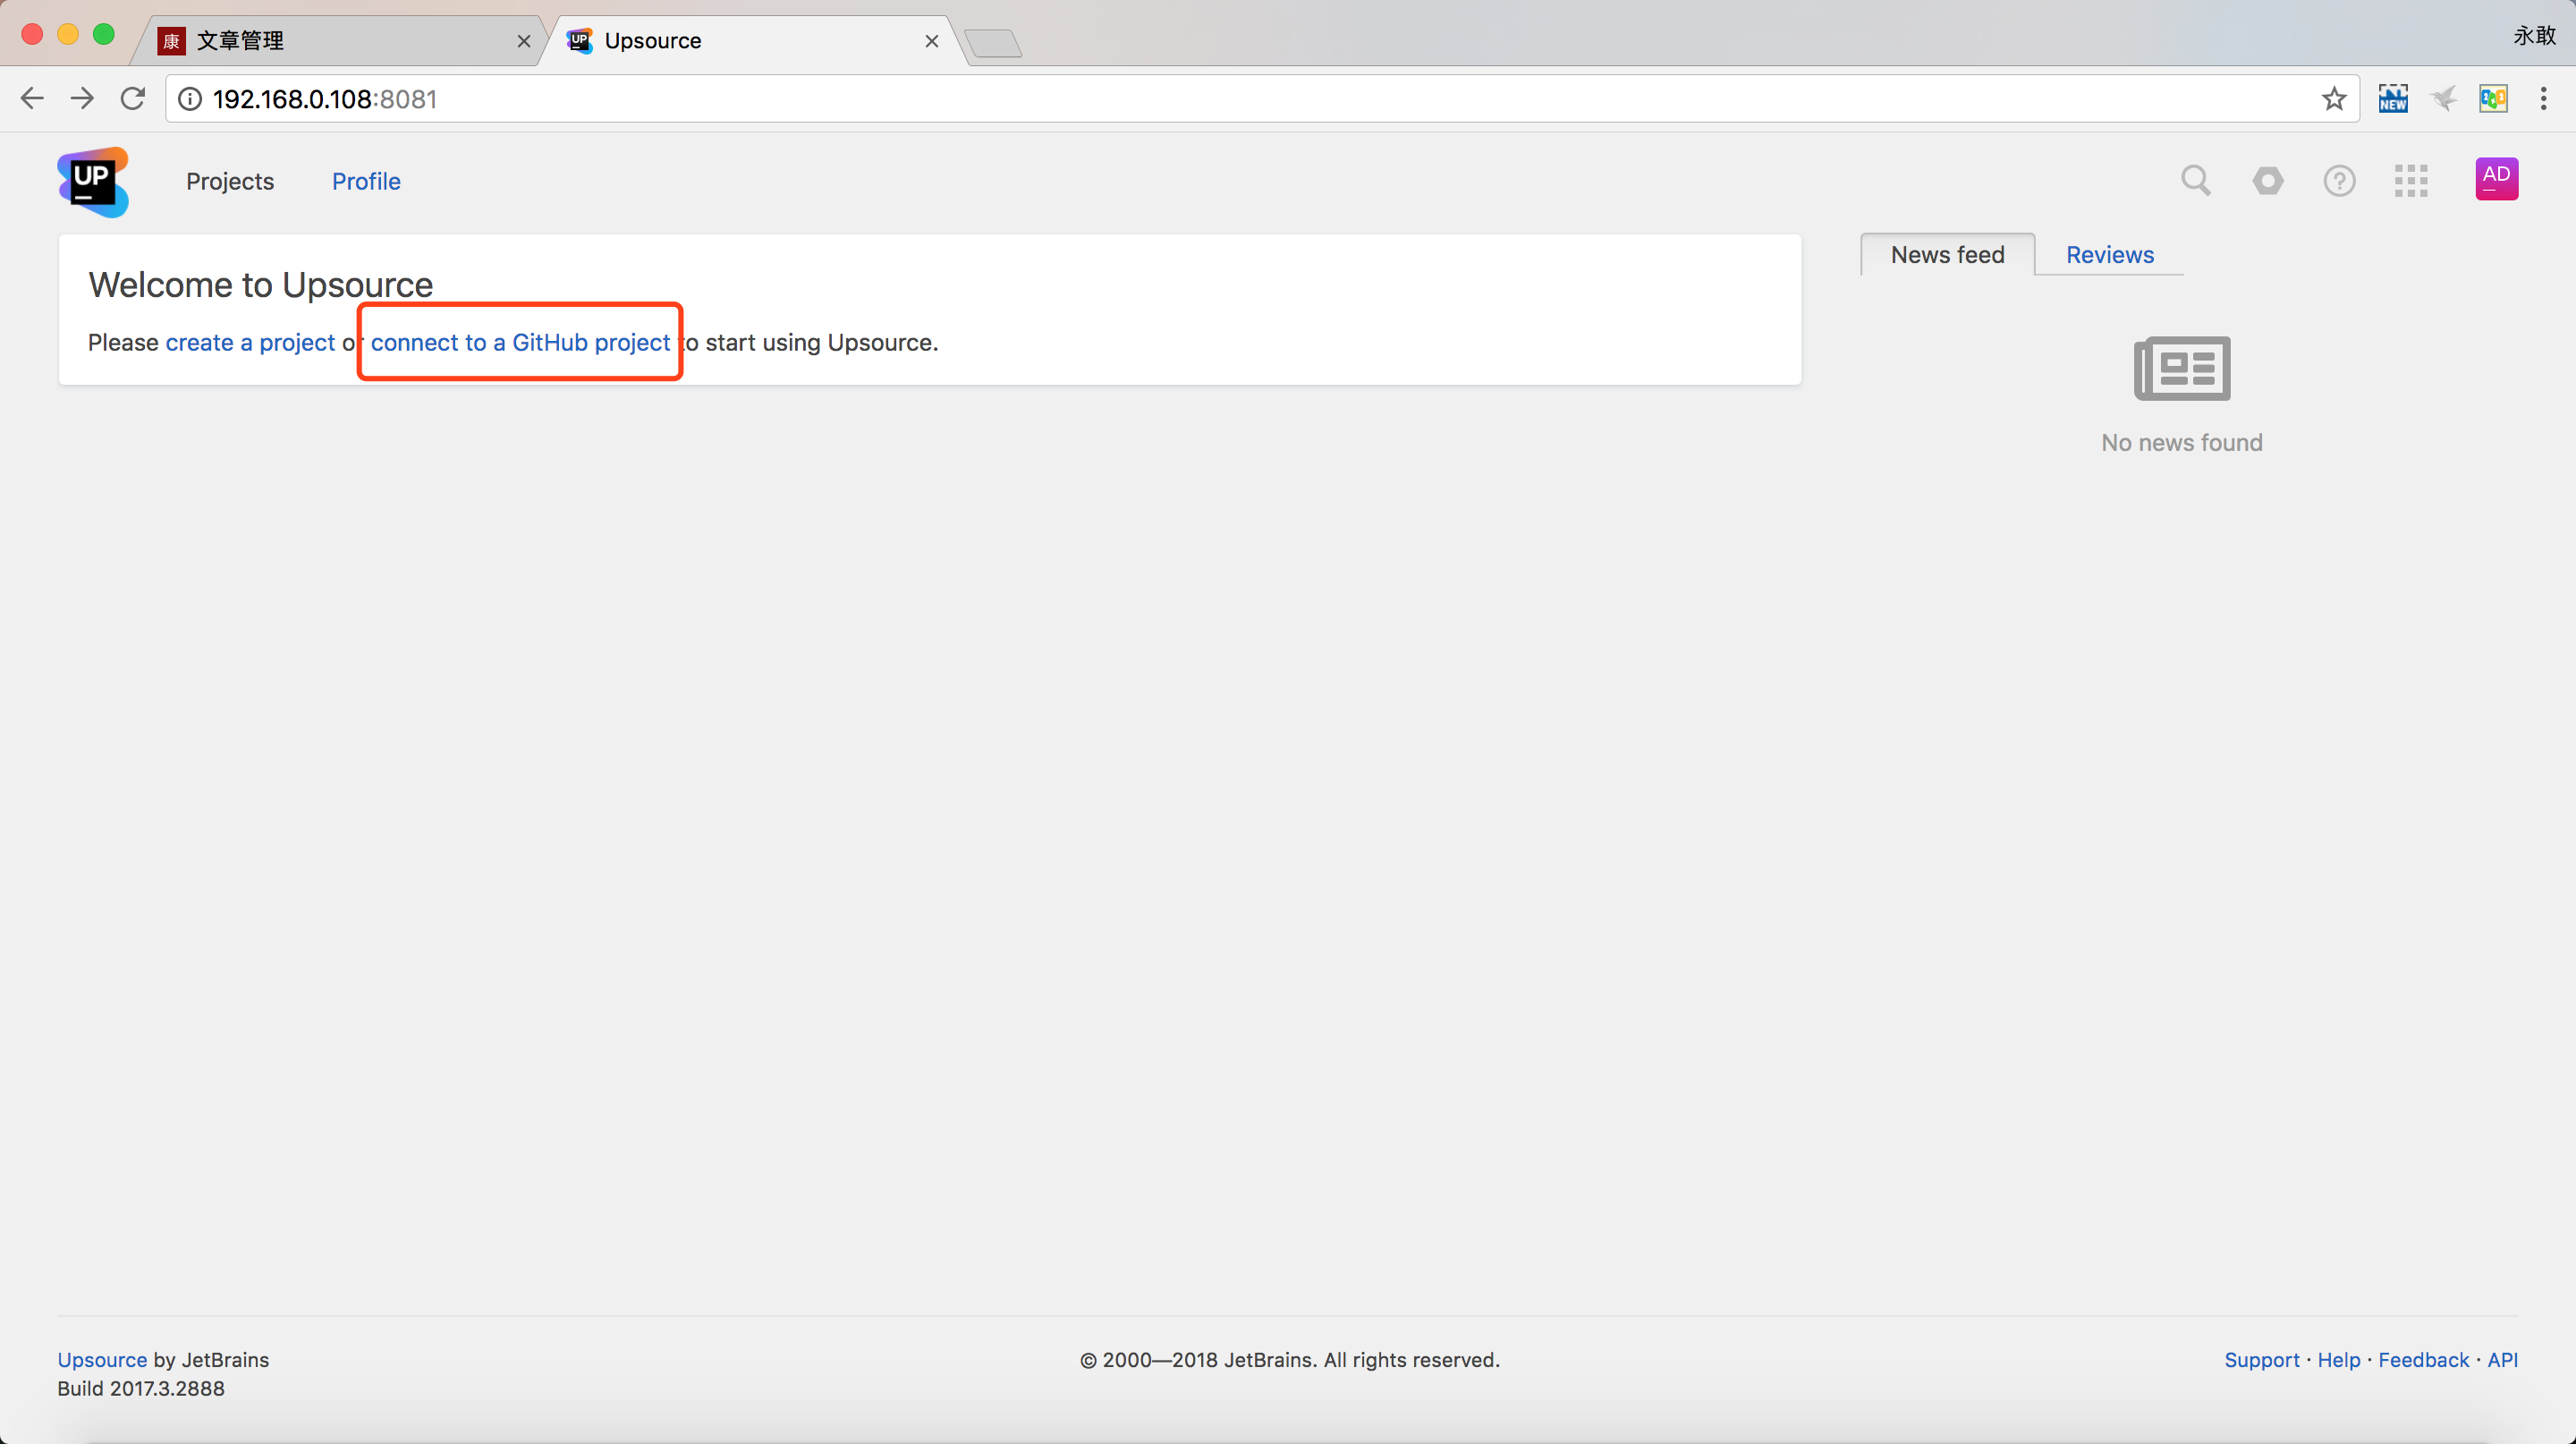 康 文章管理
UP Upsource
永敢
192.168.0.108:8081
NEW
UP
Projects
Profile
AD
Welcome to Upsource
Please create a project or connect to a GitHub project to start using Upsource.
News feed
Reviews
No news found
Upsource by JetBrains
Build 2017.3.2888
© 2000—2018 JetBrains. All rights reserved.
Support · Help · Feedback · API